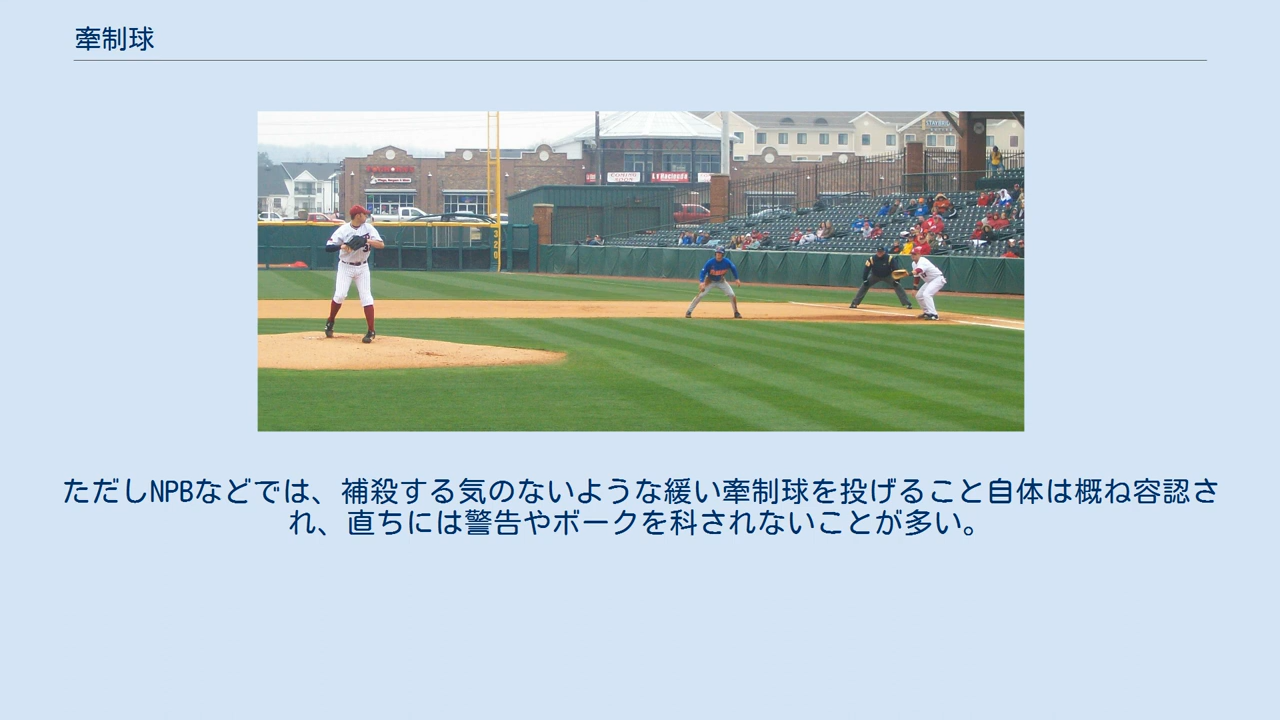 牽制球
ただしNPBなどでは、補殺する気のないような緩い牽制球を投げること自体は概ね容認さ
れ、直ちには警告やボークを科されないことが多い。